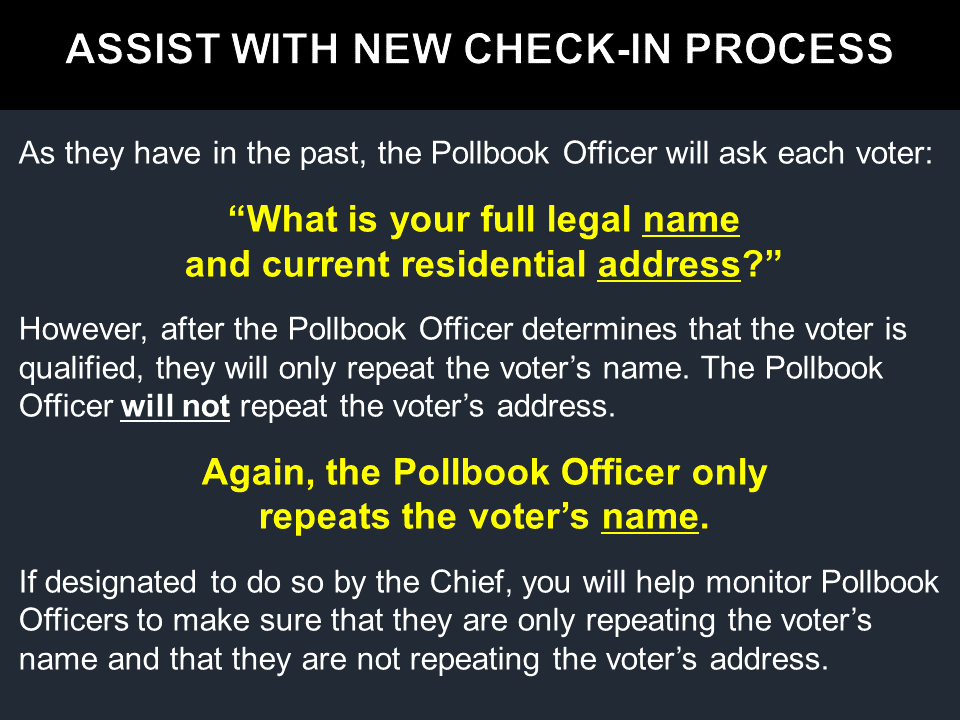 ASSIST WITH NEW CHECK-IN PROCESS
As they have in the past, the Pollbook Officer will ask each voter:
“What is your full legal name
and current residential address?”
However, after the Pollbook Officer determines that the voter is
qualified, they will only repeat the voter’s name. The Pollbook
Officer will not repeat the voter’s address.
Again, the Pollbook Officer only
repeats the voter’s name.
If designated to do so by the Chief, you will help monitor Pollbook
Officers to make sure that they are only repeating the voter’s
name and that they are not repeating the voter’s address.